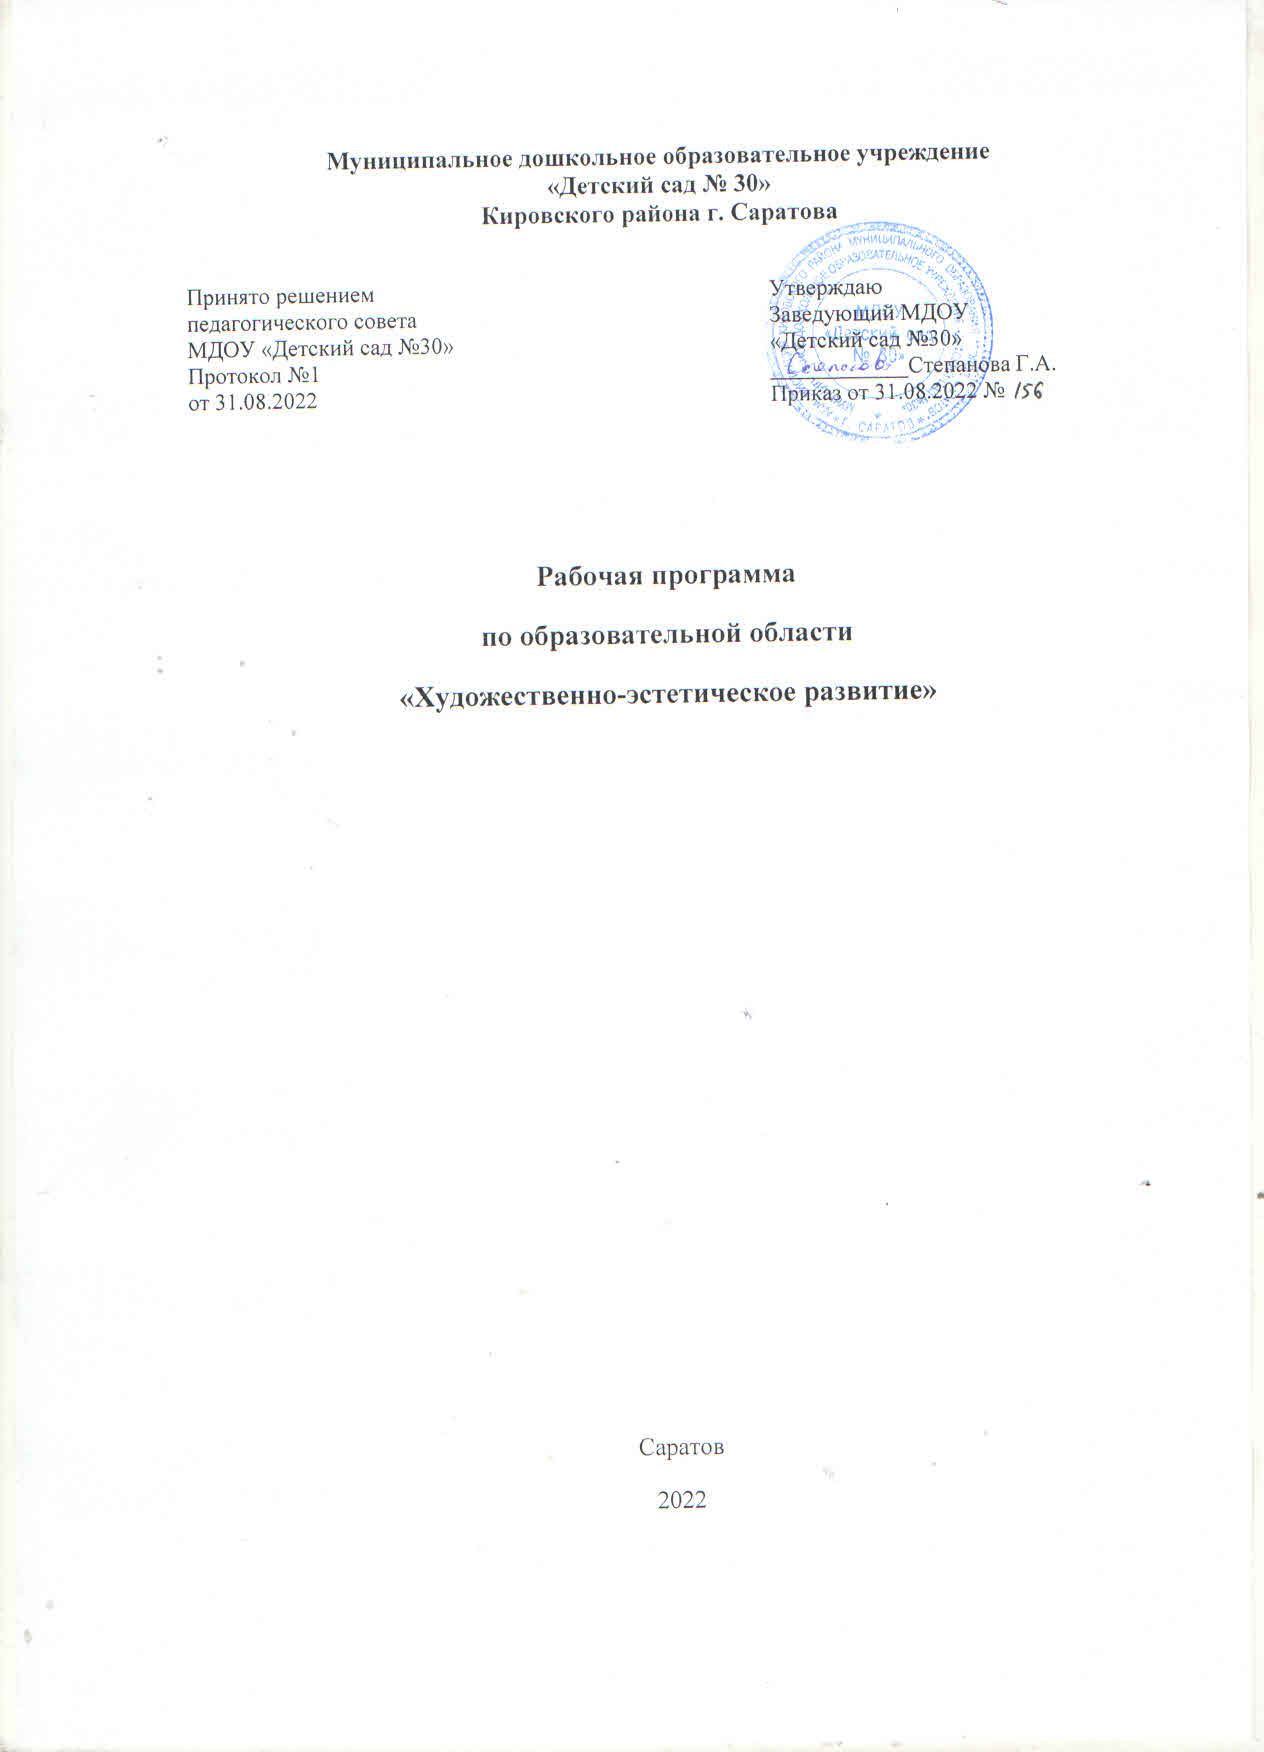 Муниципальное дошкольное образовательное учреждение
«Детский сад № 30»
Кировского района г. Саратова
Принято решением
педагогического совета
МДОУ «Детский сад №30»
Протокол №1
от 31.08.2022
Утверждаю
Заведующий МДОУ
«Детский сад №30»
Степанова Г.А.
Приказ от 31.08.2022 № 156
Рабочая программа
по образовательной области
«Художественно-эстетическое развитие»
Саратов
2022